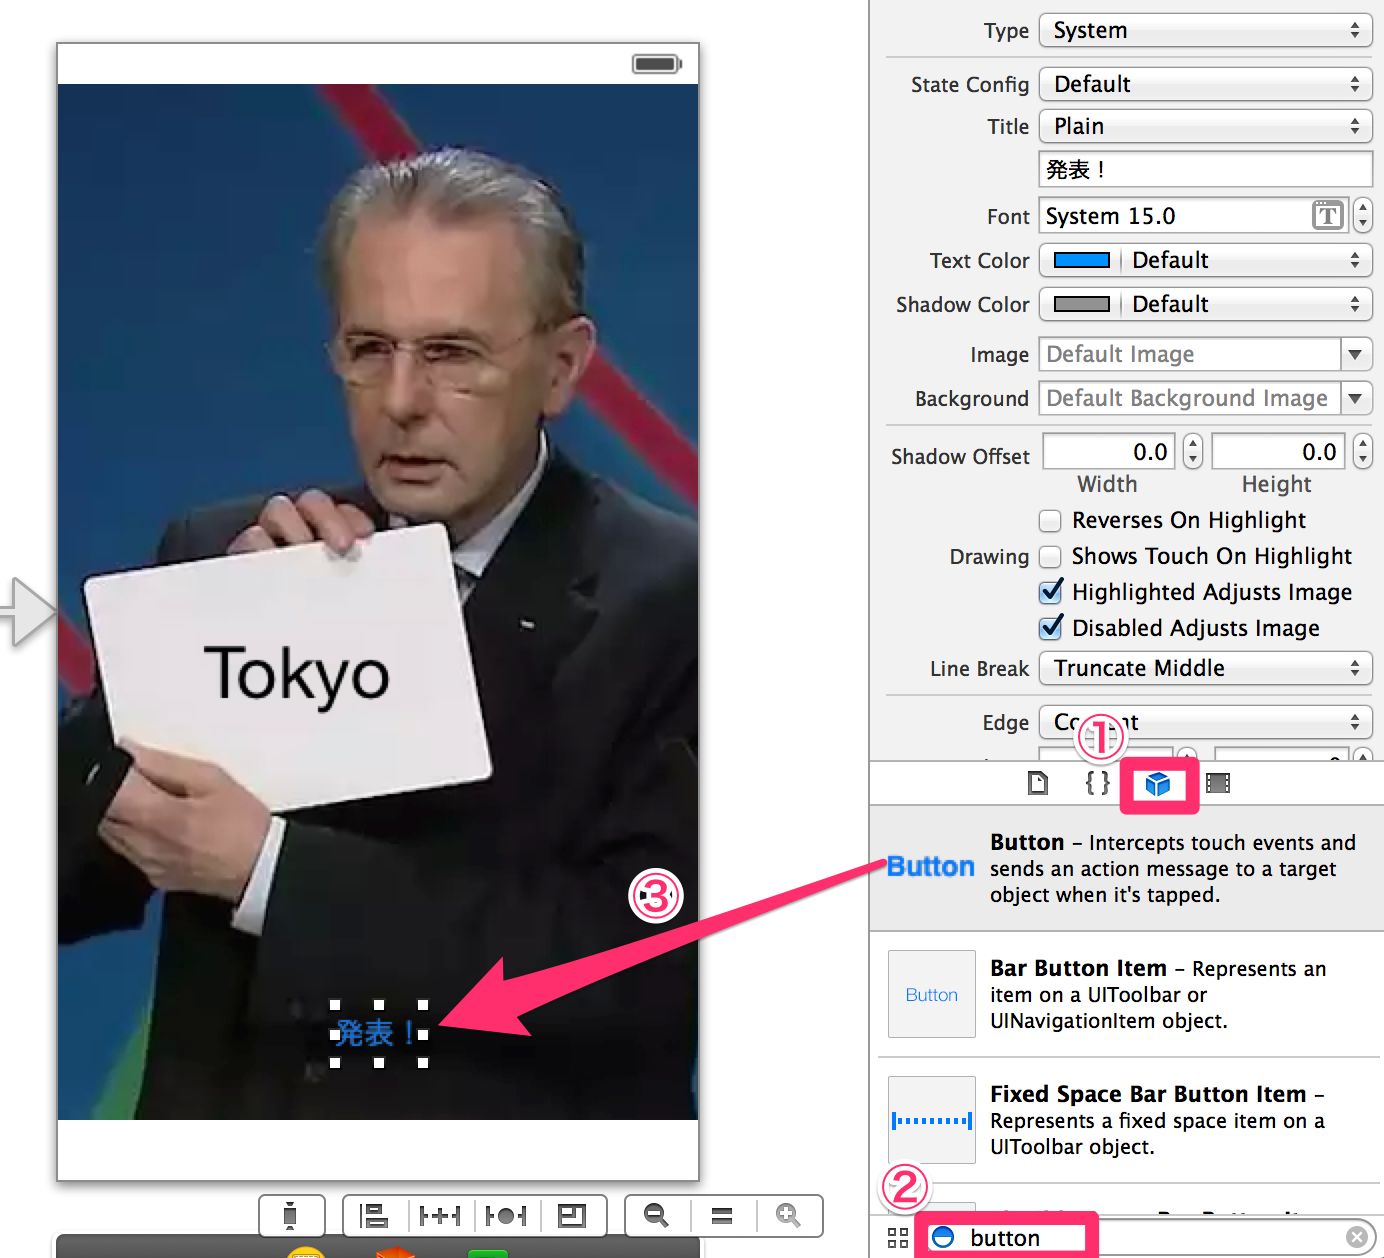 Type System
State Config Default
Title Plain
発表！
Font System 15.0 T
Text Color Default
Shadow Color Default
Image Default Image
Background Default Background Image
Shadow Offset 0.0 0.0
Width Height
Reverses On Highlight
Drawing Shows Touch On Highlight
Highlighted Adjusts Image
Disabled Adjusts Image
Line Break Truncate Middle
Edge
①
{ }
Button Button – Intercepts touch events and
sends an action message to a target
object when it's tapped.
Button Bar Button Item – Represents an
item on a UIToolbar or
UINavigationItem object.
Fixed Space Bar Button Item –
Represents a fixed space item on a
UIToolbar object.
②
button
Tokyo
③
発表！